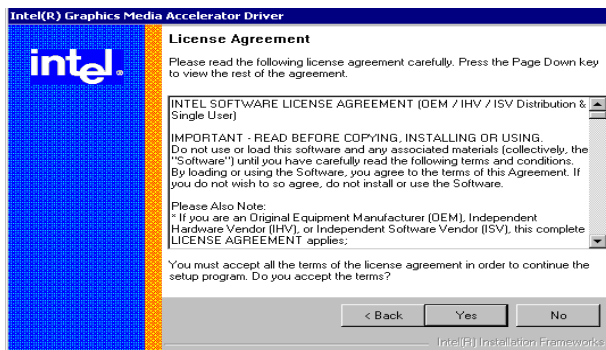 Intel(R) Graphics Media Accelerator Driver
intel.
License Agreement
Please read the following license agreement carefully. Press the Page Down key
to view the rest of the agreement.
INTEL SOFTWARE LICENSE AGREEMENT (OEM / IHV / ISV Distribution &
Single User)
IMPORTANT - READ BEFORE COPYING, INSTALLING OR USING.
Do not use or load this software and any associated materials (collectively, the
"Software") until you have carefully read the following terms and conditions.
By loading or using the Software, you agree to the terms of this Agreement. If
you do not wish to so agree, do not install or use the Software.
Please Also Note:
* If you are an Original Equipment Manufacturer (OEM), Independent
Hardware Vendor (IHV), or Independent Software Vendor (ISV), this complete
LICENSE AGREEMENT applies;
You must accept all the terms of the license agreement in order to continue the
setup program. Do you accept the terms?
< Back Yes No
Intel(R) Installation Frameworks